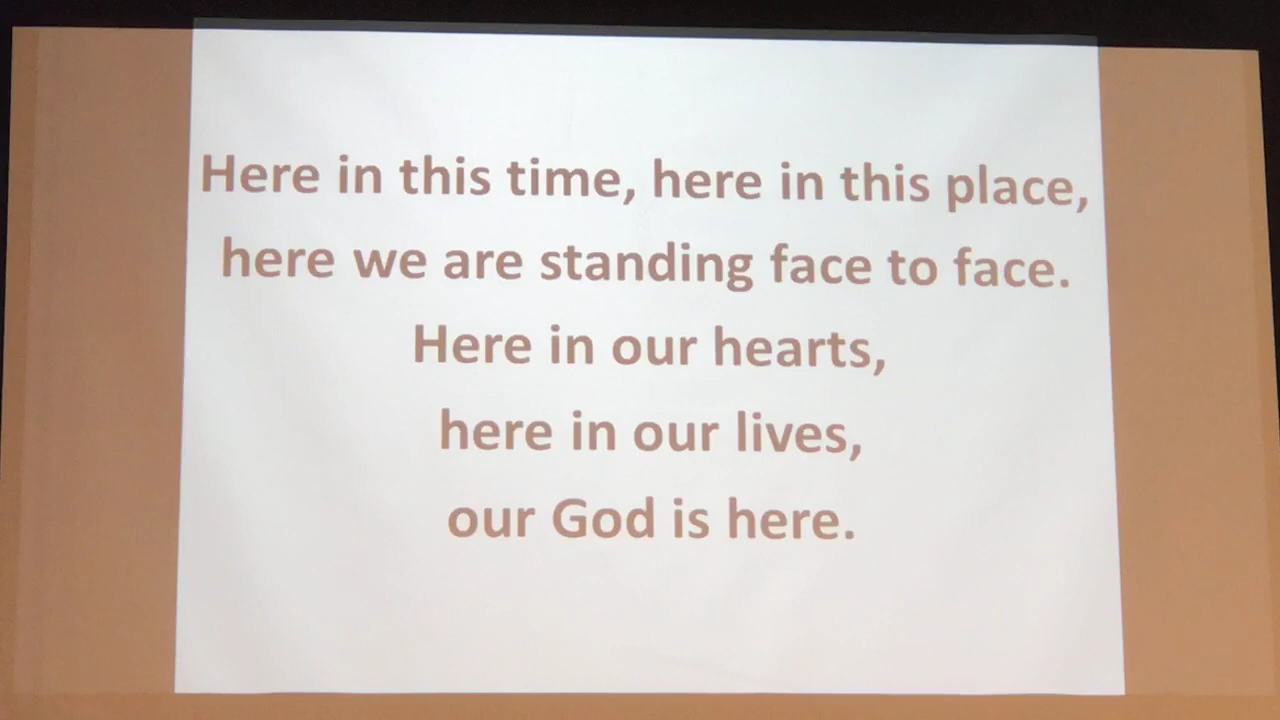 Here in this time, here in this place,
here we are standing face to face.
Here in our hearts,
here in our lives,
our God is here.